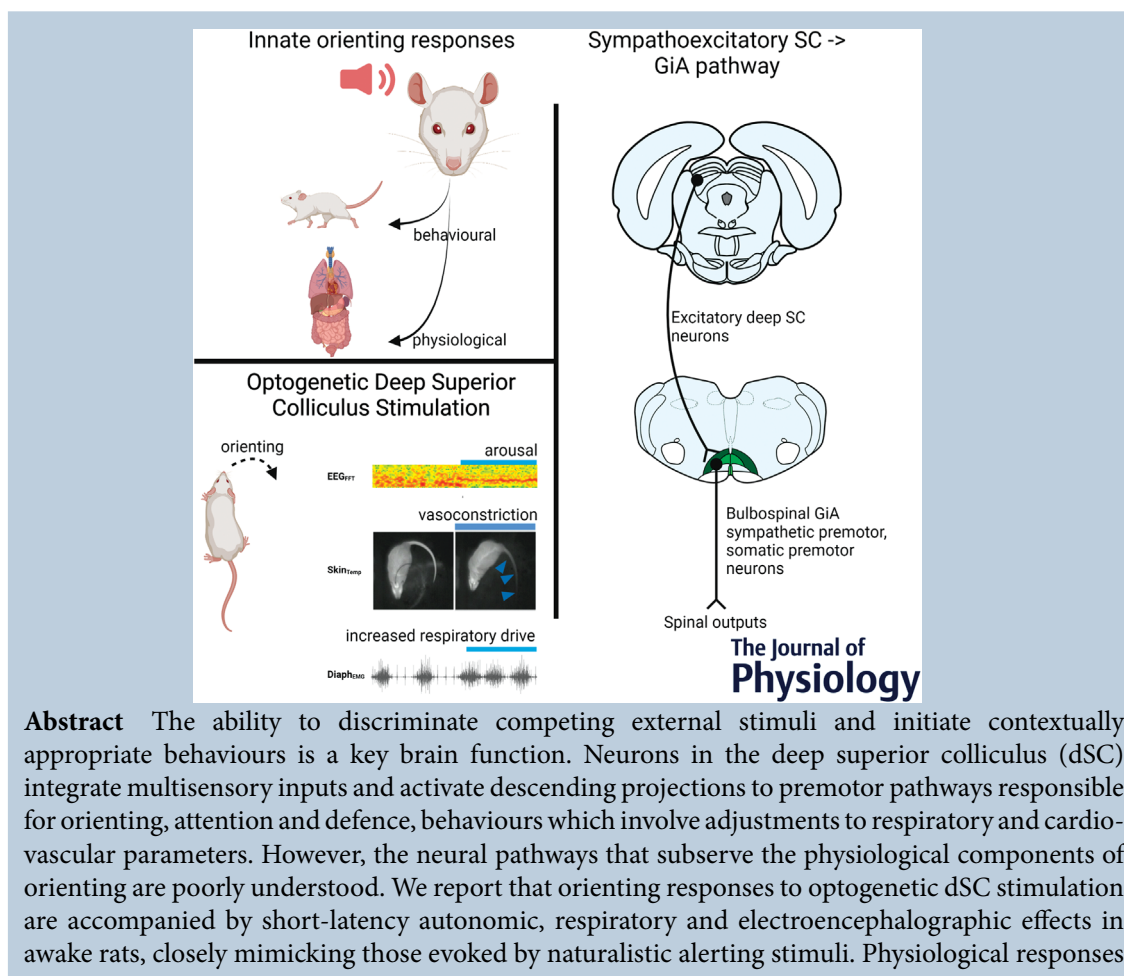 Innate orienting responses
behavioural
physiological
Optogenetic Deep Superior
Colliculus Stimulation
orienting
arousal
EEGFFT
vasoconstriction
SkinTemp
increased respiratory drive
DiaphEMG
Sympathoexcitatory SC ->
GiA pathway
Excitatory deep SC
neurons
Bulbospinal GiA
sympathetic premotor,
somatic premotor
neurons
Spinal outputs
The Journal of
Physiology
Abstract The ability to discriminate competing external stimuli and initiate contextually
appropriate behaviours is a key brain function. Neurons in the deep superior colliculus (dSC)
integrate multisensory inputs and activate descending projections to premotor pathways responsible
for orienting, attention and defence, behaviours which involve adjustments to respiratory and cardio-
vascular parameters. However, the neural pathways that subserve the physiological components of
orienting are poorly understood. We report that orienting responses to optogenetic dSC stimulation
are accompanied by short-latency autonomic, respiratory and electroencephalographic effects in
awake rats, closely mimicking those evoked by naturalistic alerting stimuli. Physiological responses